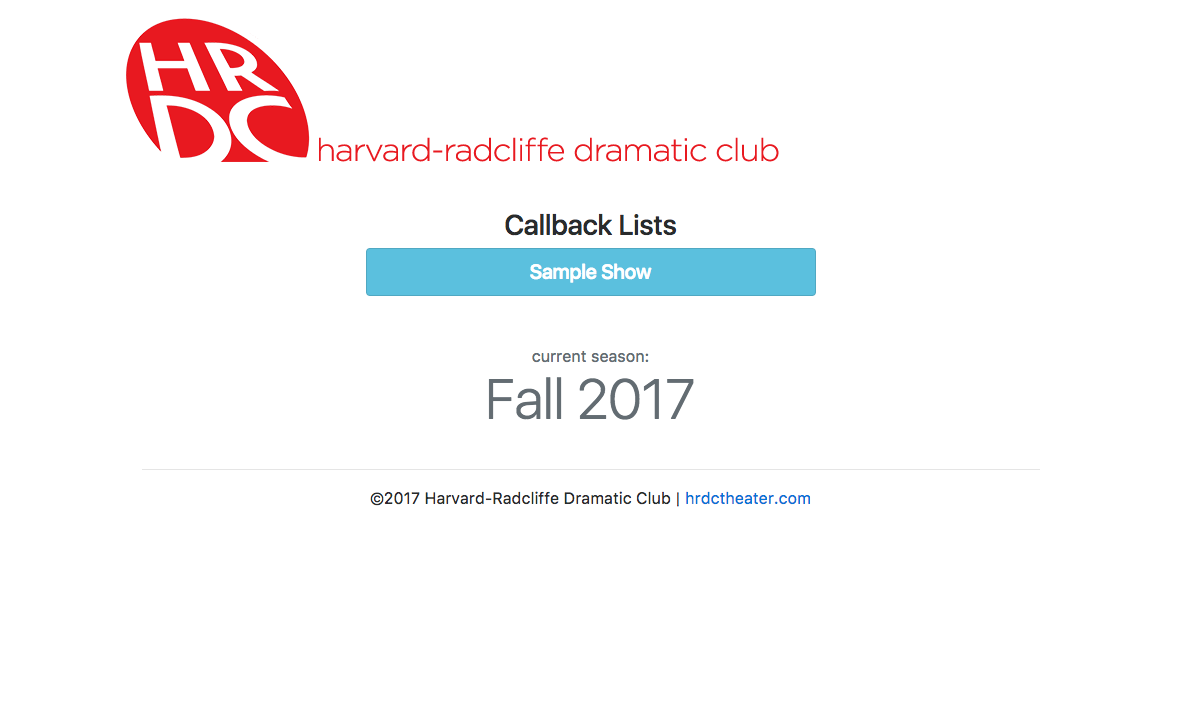 HR
DC
harvard-radcliffe dramatic club
Callback Lists
Sample Show
current season:
Fall 2017
©2017 Harvard-Radcliffe Dramatic Club | hrdctheater.com